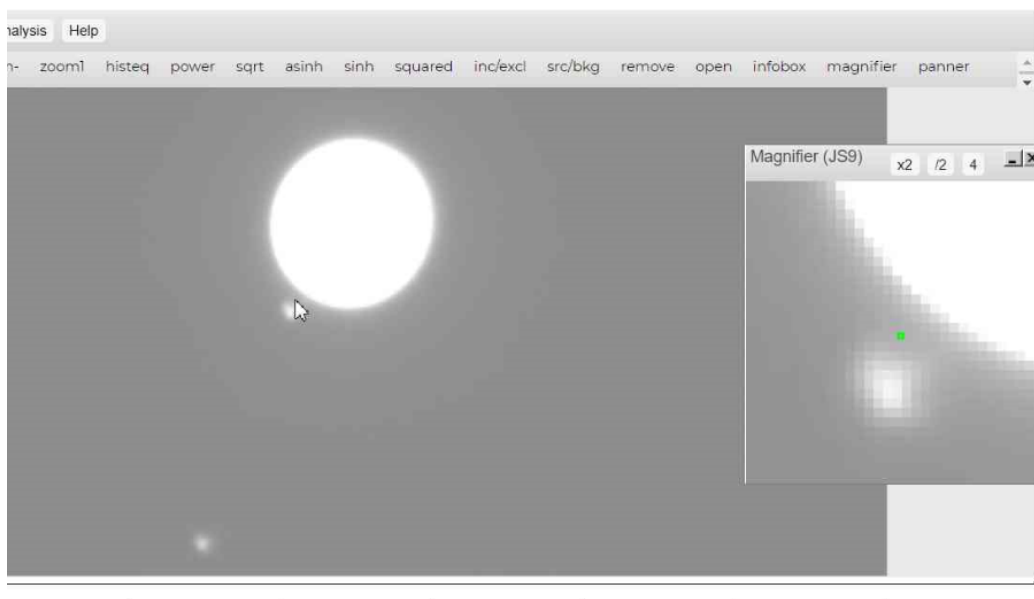 nalysis Help
n- zoom1 histeq power sqrt asinh sinh squared inc/excl src/bkg remove open infobox magnifier panner
Magnifier (JS9) x2 /2 4